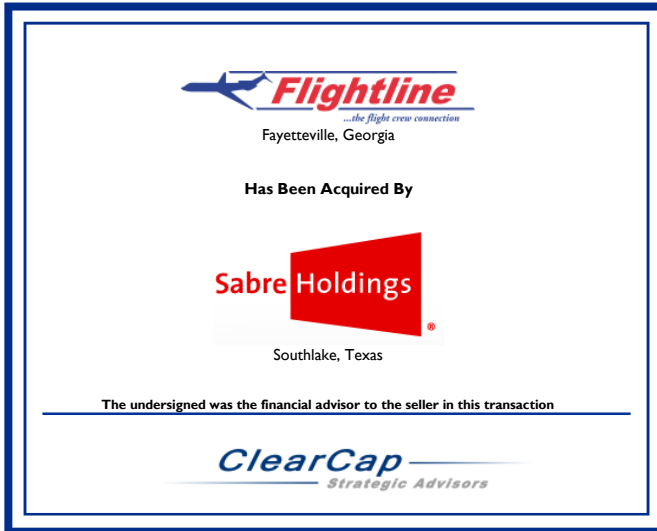 Flightline
...the flight crew connection
Fayetteville, Georgia
Has Been Acquired By
Sabre Holdings
®
Southlake, Texas
The undersigned was the financial advisor to the seller in this transaction
ClearCap
Strategic Advisors